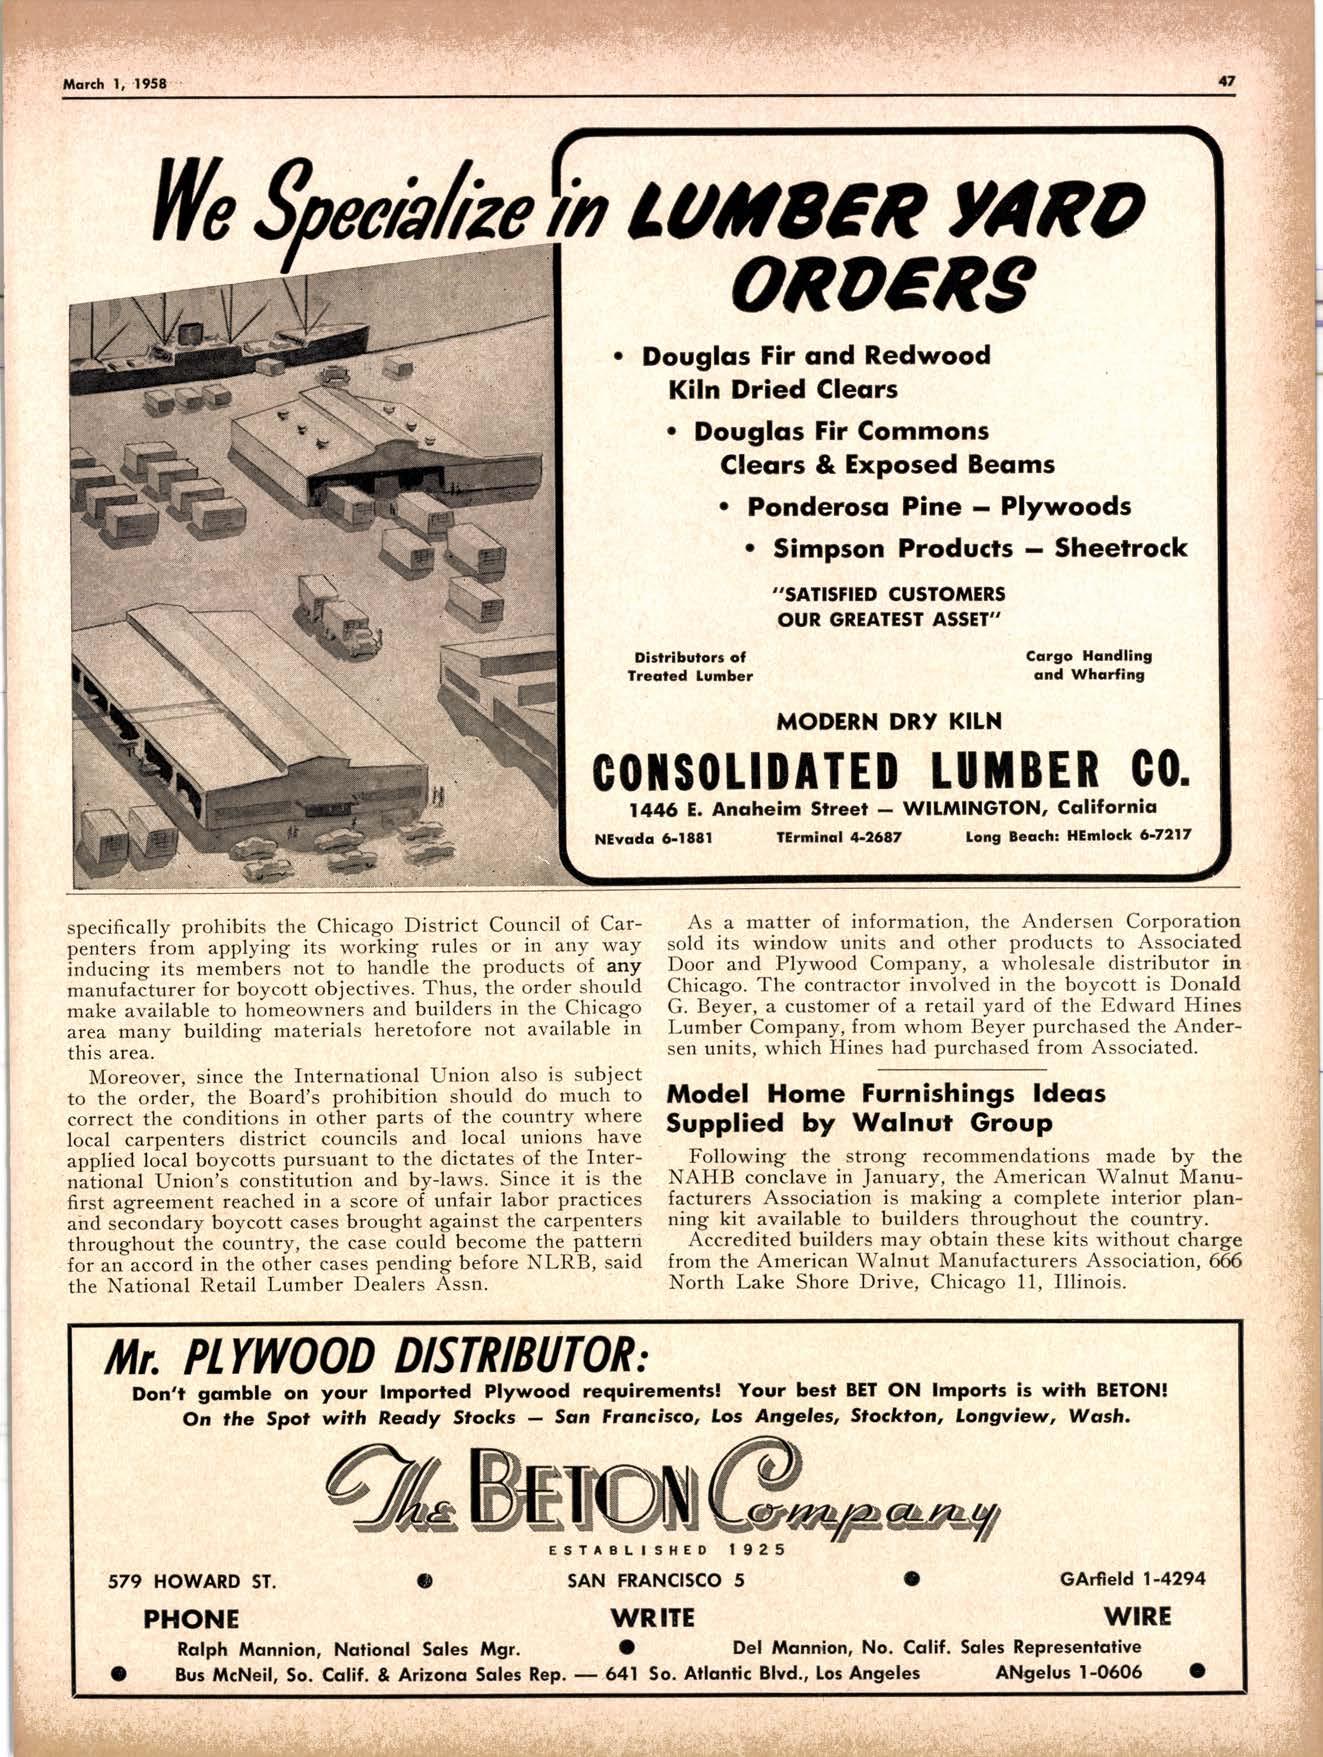 March 1, 1958
47
We Specialize in LUMBER YARD
ORDERS
• Douglas Fir and Redwood
Kiln Dried Clears
• Douglas Fir Commons
Clears & Exposed Beams
• Ponderosa Pine — Plywoods
• Simpson Products — Sheetrock
"SATISFIED CUSTOMERS
OUR GREATEST ASSET"
Distributors of
Treated Lumber
Cargo Handling
and Wharfing
MODERN DRY KILN
CONSOLIDATED LUMBER CO.
1446 E. Anaheim Street — WILMINGTON, California
NEvada 6-1881 TErminal 4-2687 Long Beach: HEmlock 6-7217
specifically prohibits the Chicago District Council of Car-
penters from applying its working rules or in any way
inducing its members not to handle the products of any
manufacturer for boycott objectives. Thus, the order should
make available to homeowners and builders in the Chicago
area many building materials heretofore not available in
this area.
Moreover, since the International Union also is subject
to the order, the Board's prohibition should do much to
correct the conditions in other parts of the country where
local carpenters district councils and local unions have
applied local boycotts pursuant to the dictates of the Inter-
national Union's constitution and by-laws. Since it is the
first agreement reached in a score of unfair labor practices
and secondary boycott cases brought against the carpenters
throughout the country, the case could become the pattern
for an accord in the other cases pending before NLRB, said
the National Retail Lumber Dealers Assn.
As a matter of information, the Andersen Corporation
sold its window units and other products to Associated
Door and Plywood Company, a wholesale distributor in
Chicago. The contractor involved in the boycott is Donald
G. Beyer, a customer of a retail yard of the Edward Hines
Lumber Company, from whom Beyer purchased the Ander-
sen units, which Hines had purchased from Associated.
Model Home Furnishings Ideas
Supplied by Walnut Group
Following the strong recommendations made by the
NAHB conclave in January, the American Walnut Manu-
facturers Association is making a complete interior plan-
ning kit available to builders throughout the country.
Accredited builders may obtain these kits without charge
from the American Walnut Manufacturers Association, 666
North Lake Shore Drive, Chicago 11, Illinois.
Mr. PLYWOOD DISTRIBUTOR:
Don't gamble on your Imported Plywood requirements! Your best BET ON Imports is with BETON!
On the Spot with Ready Stocks — San Francisco, Los Angeles, Stockton, Longview, Wash.
The BETON Company
ESTABLISHED 1925
579 HOWARD ST. • SAN FRANCISCO 5 • GArfield 1-4294
PHONE WRITE WIRE
Ralph Mannion, National Sales Mgr. • Del Mannion, No. Calif. Sales Representative
• Bus McNeil, So. Calif. & Arizona Sales Rep. — 641 So. Atlantic Blvd., Los Angeles ANgelus 1-0606 •